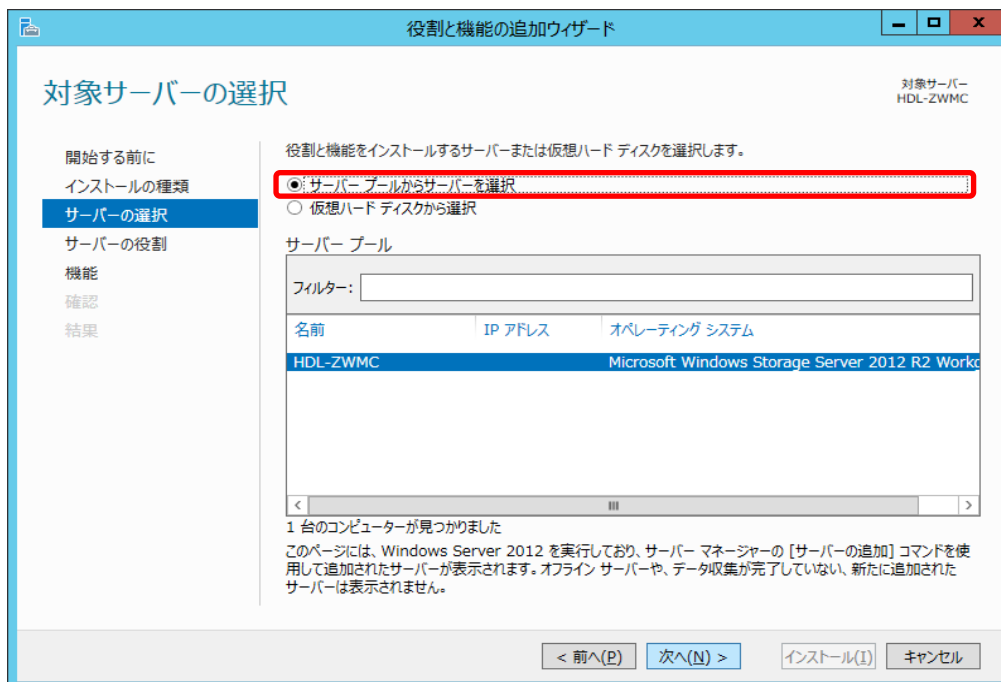 役割と機能の追加ウィザード
対象サーバーの選択
対象サーバー
HDL-ZWMC
開始する前に
インストールの種類
サーバーの選択
サーバーの役割
機能
確認
結果
役割と機能をインストールするサーバーまたは仮想ハード ディスクを選択します。
サーバー プールからサーバーを選択
仮想ハード ディスクから選択
サーバー プール
フィルター:
名前 IP アドレス オペレーティング システム
HDL-ZWMC Microsoft Windows Storage Server 2012 R2 Workg
1 台のコンピューターが見つかりました
このページには、Windows Server 2012 を実行しており、サーバー マネージャーの [サーバーの追加] コマンドを使
用して追加されたサーバーが表示されます。オフライン サーバーや、データ収集が完了していない、新たに追加された
サーバーは表示されません。
< 前へ(P) 次へ(N) > インストール(I) キャンセル